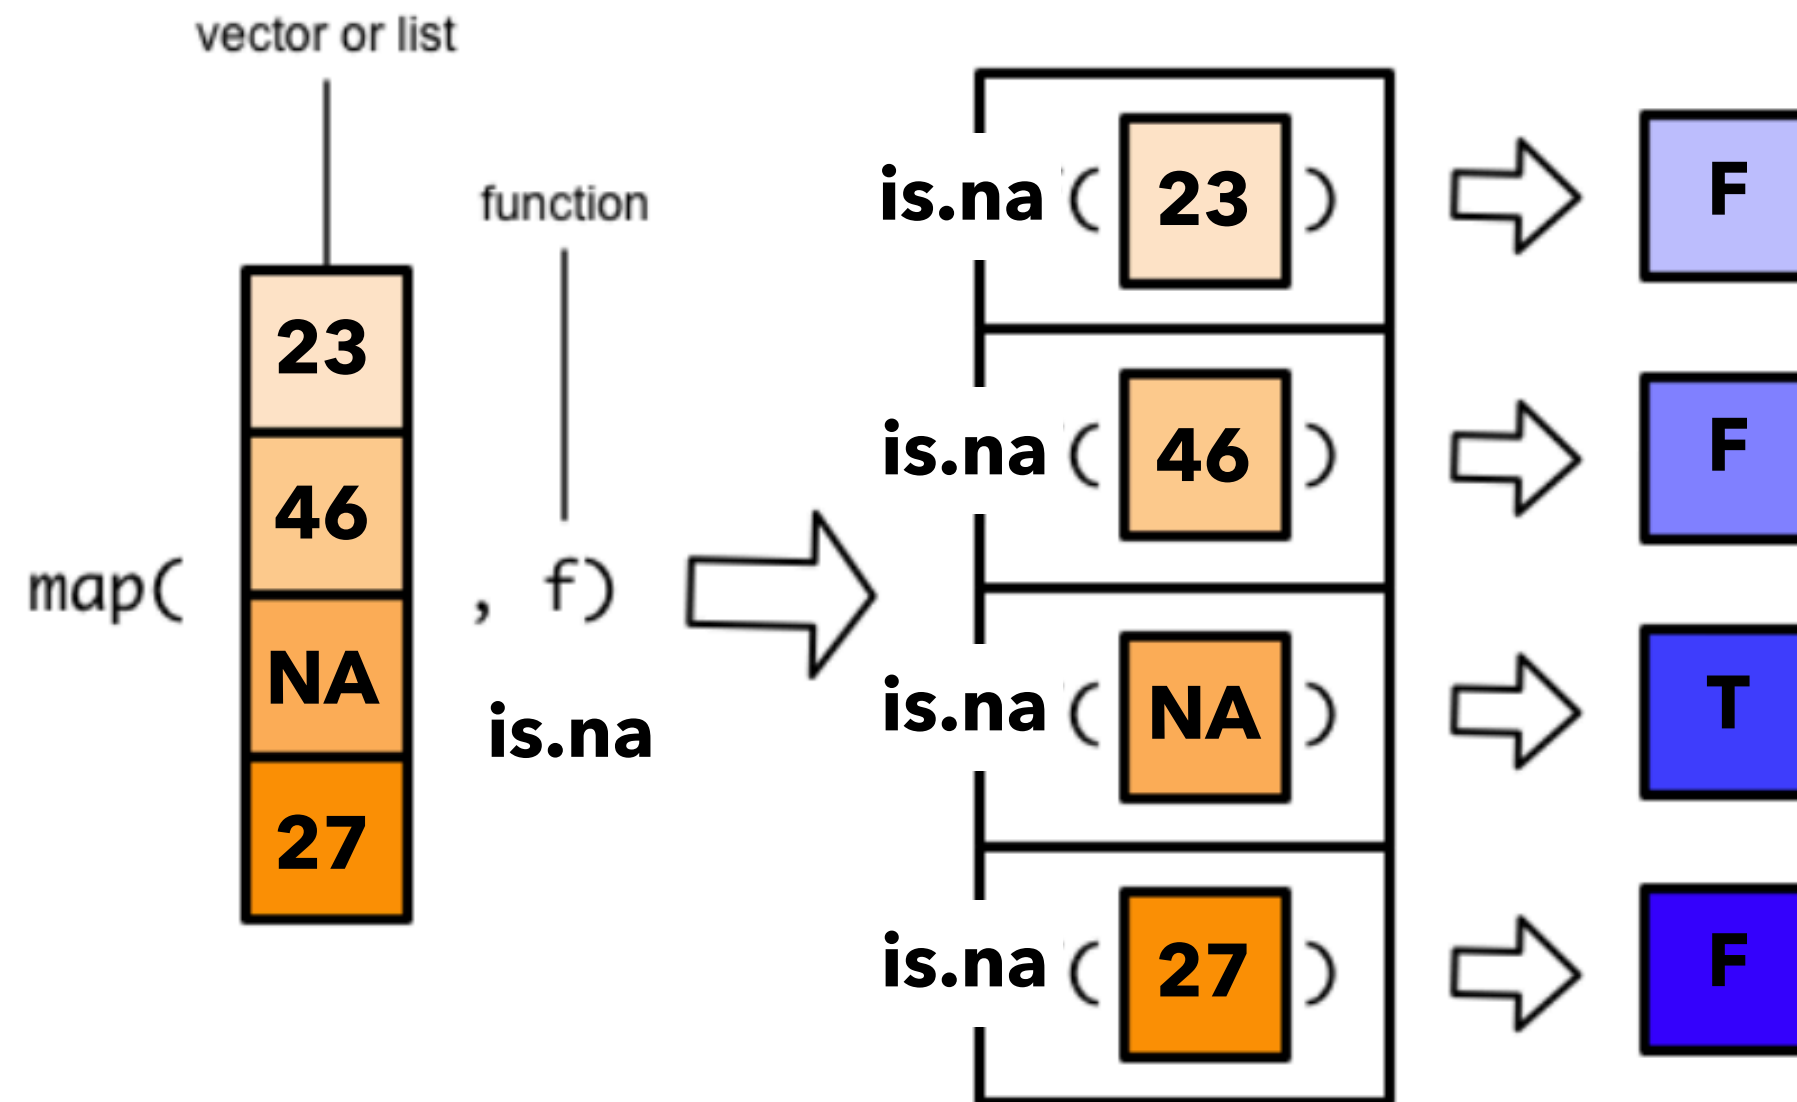 vector or list
function
23
46
NA
27
map(
, f)
is.na
is.na ( 23 )
F
is.na ( 46 )
F
is.na ( NA )
T
is.na ( 27 )
F